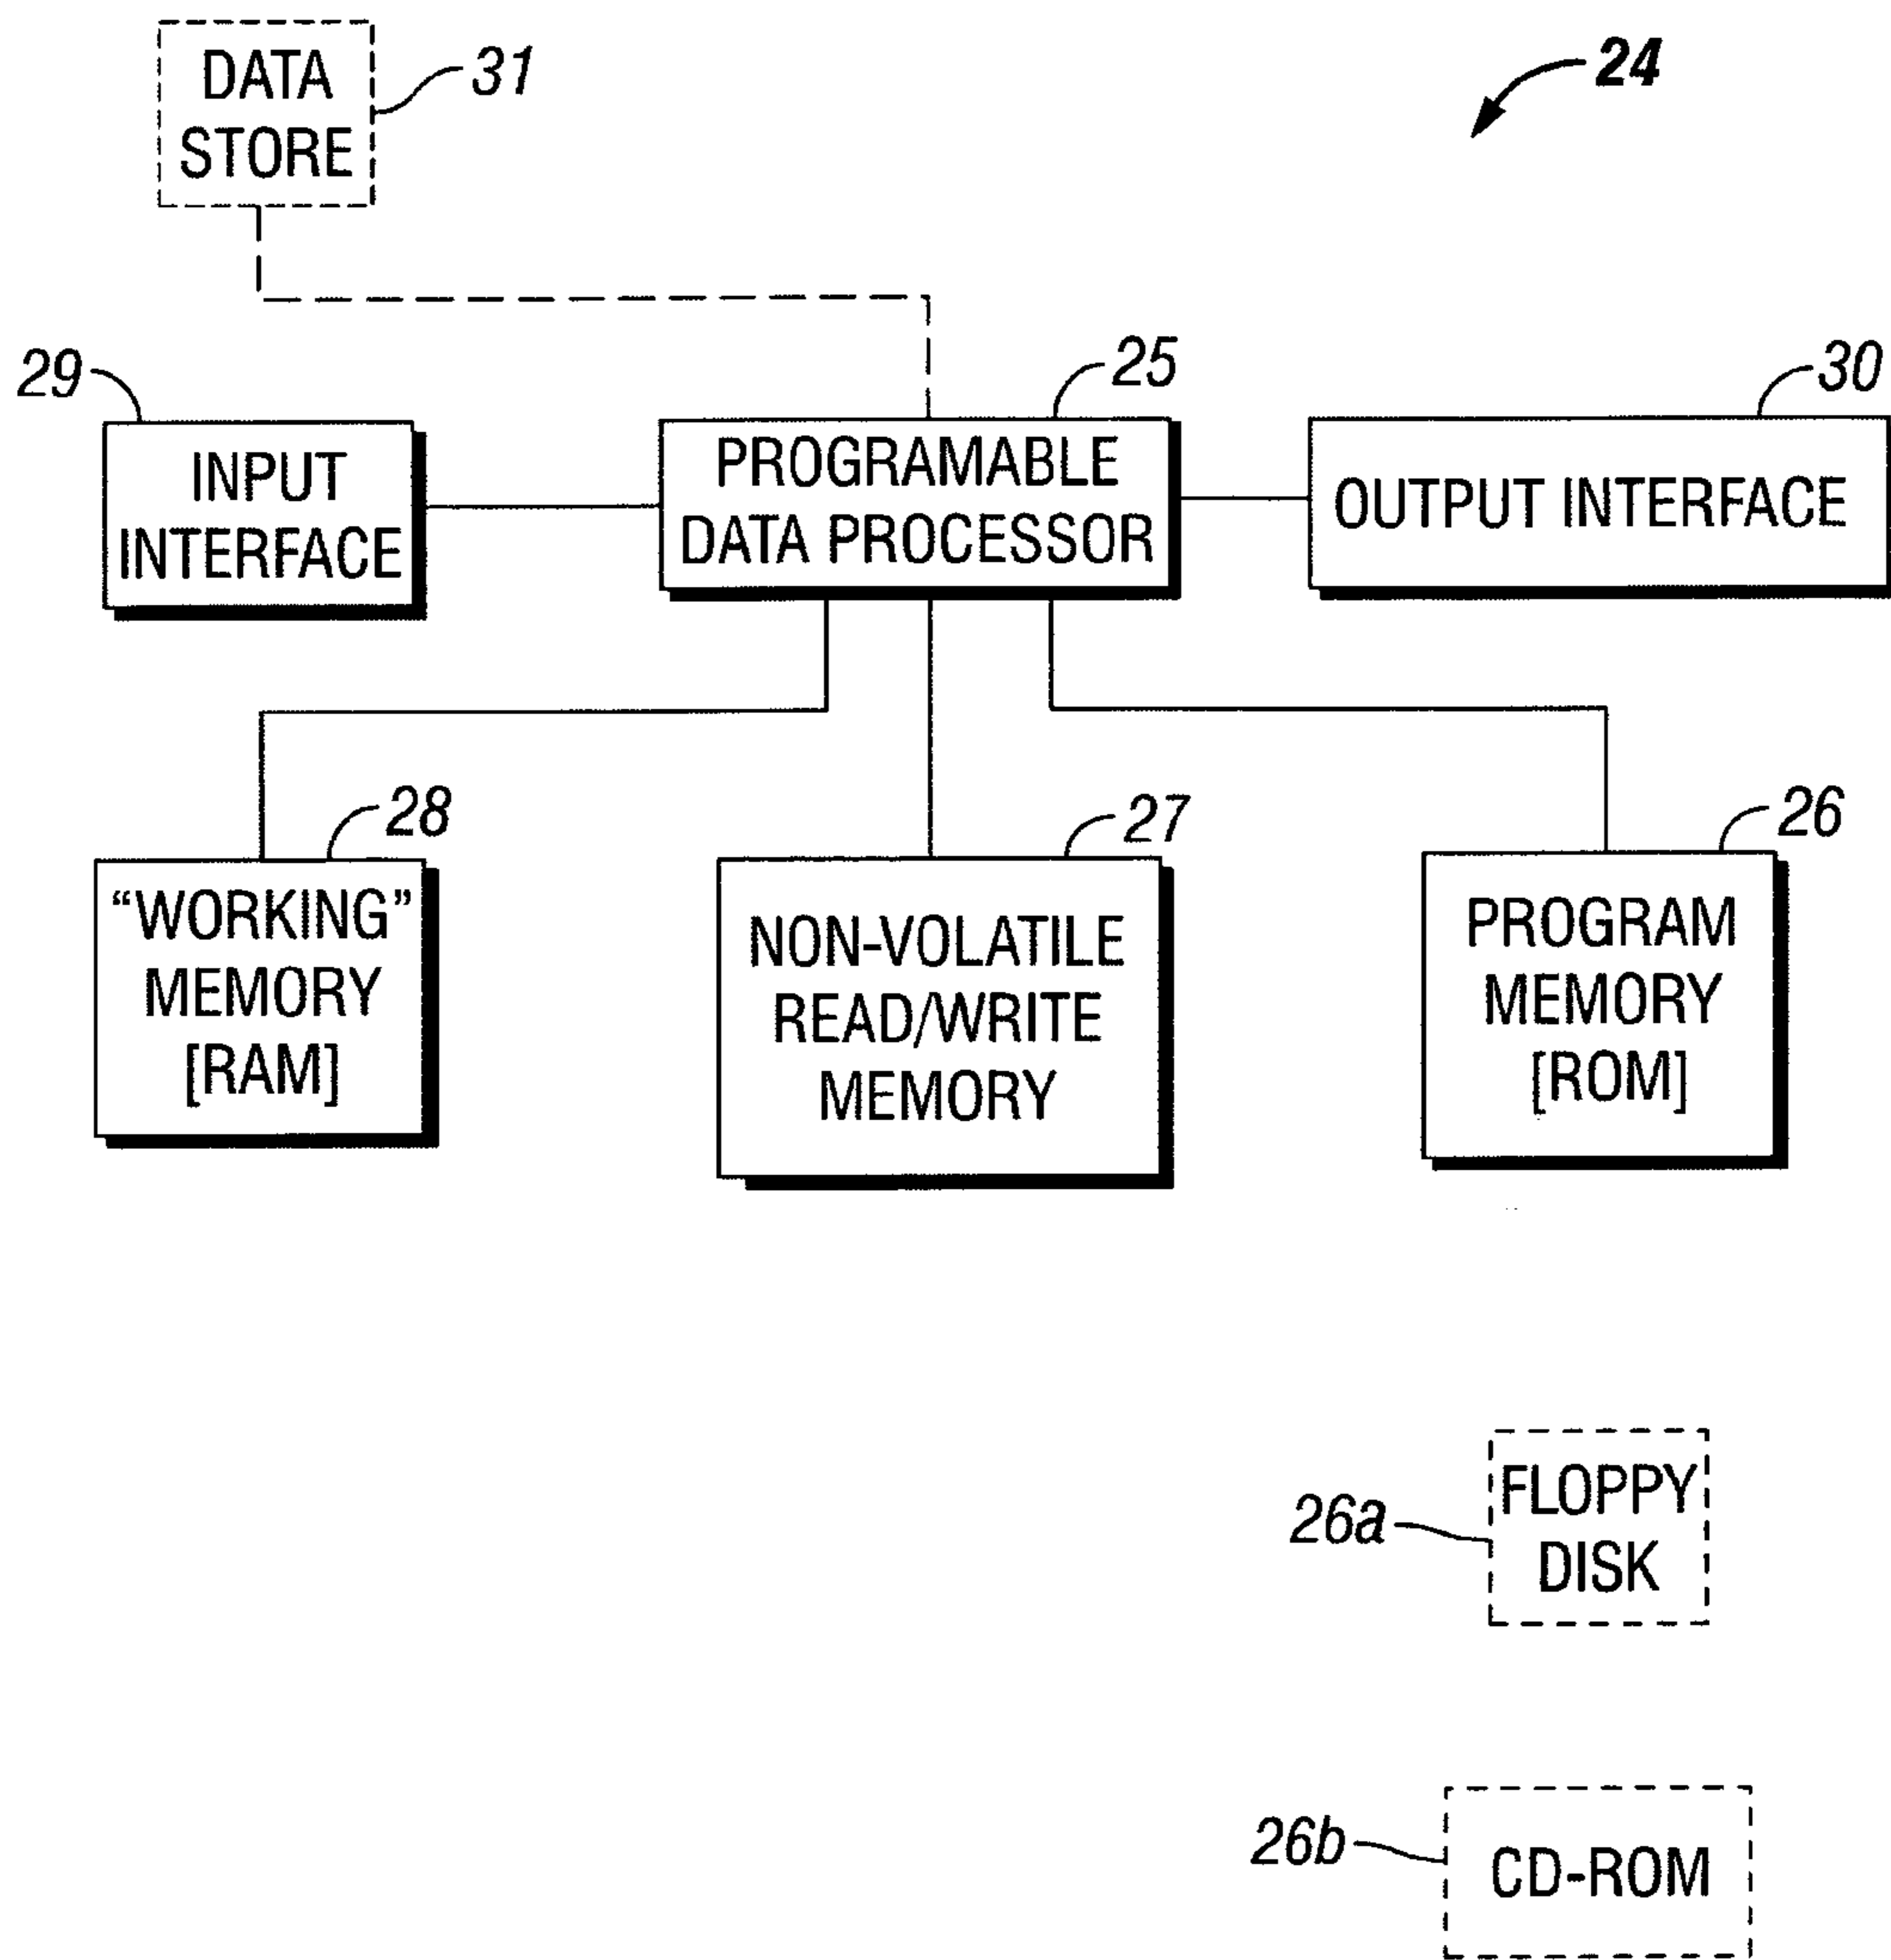 DATA
STORE
31
24
29
25
30
INPUT
INTERFACE
PROGRAMABLE
DATA PROCESSOR
OUTPUT INTERFACE
28
27
26
“WORKING”
MEMORY
[RAM]
NON-VOLATILE
READ/WRITE
MEMORY
PROGRAM
MEMORY
[ROM]
26a
FLOPPY
DISK
26b
CD-ROM